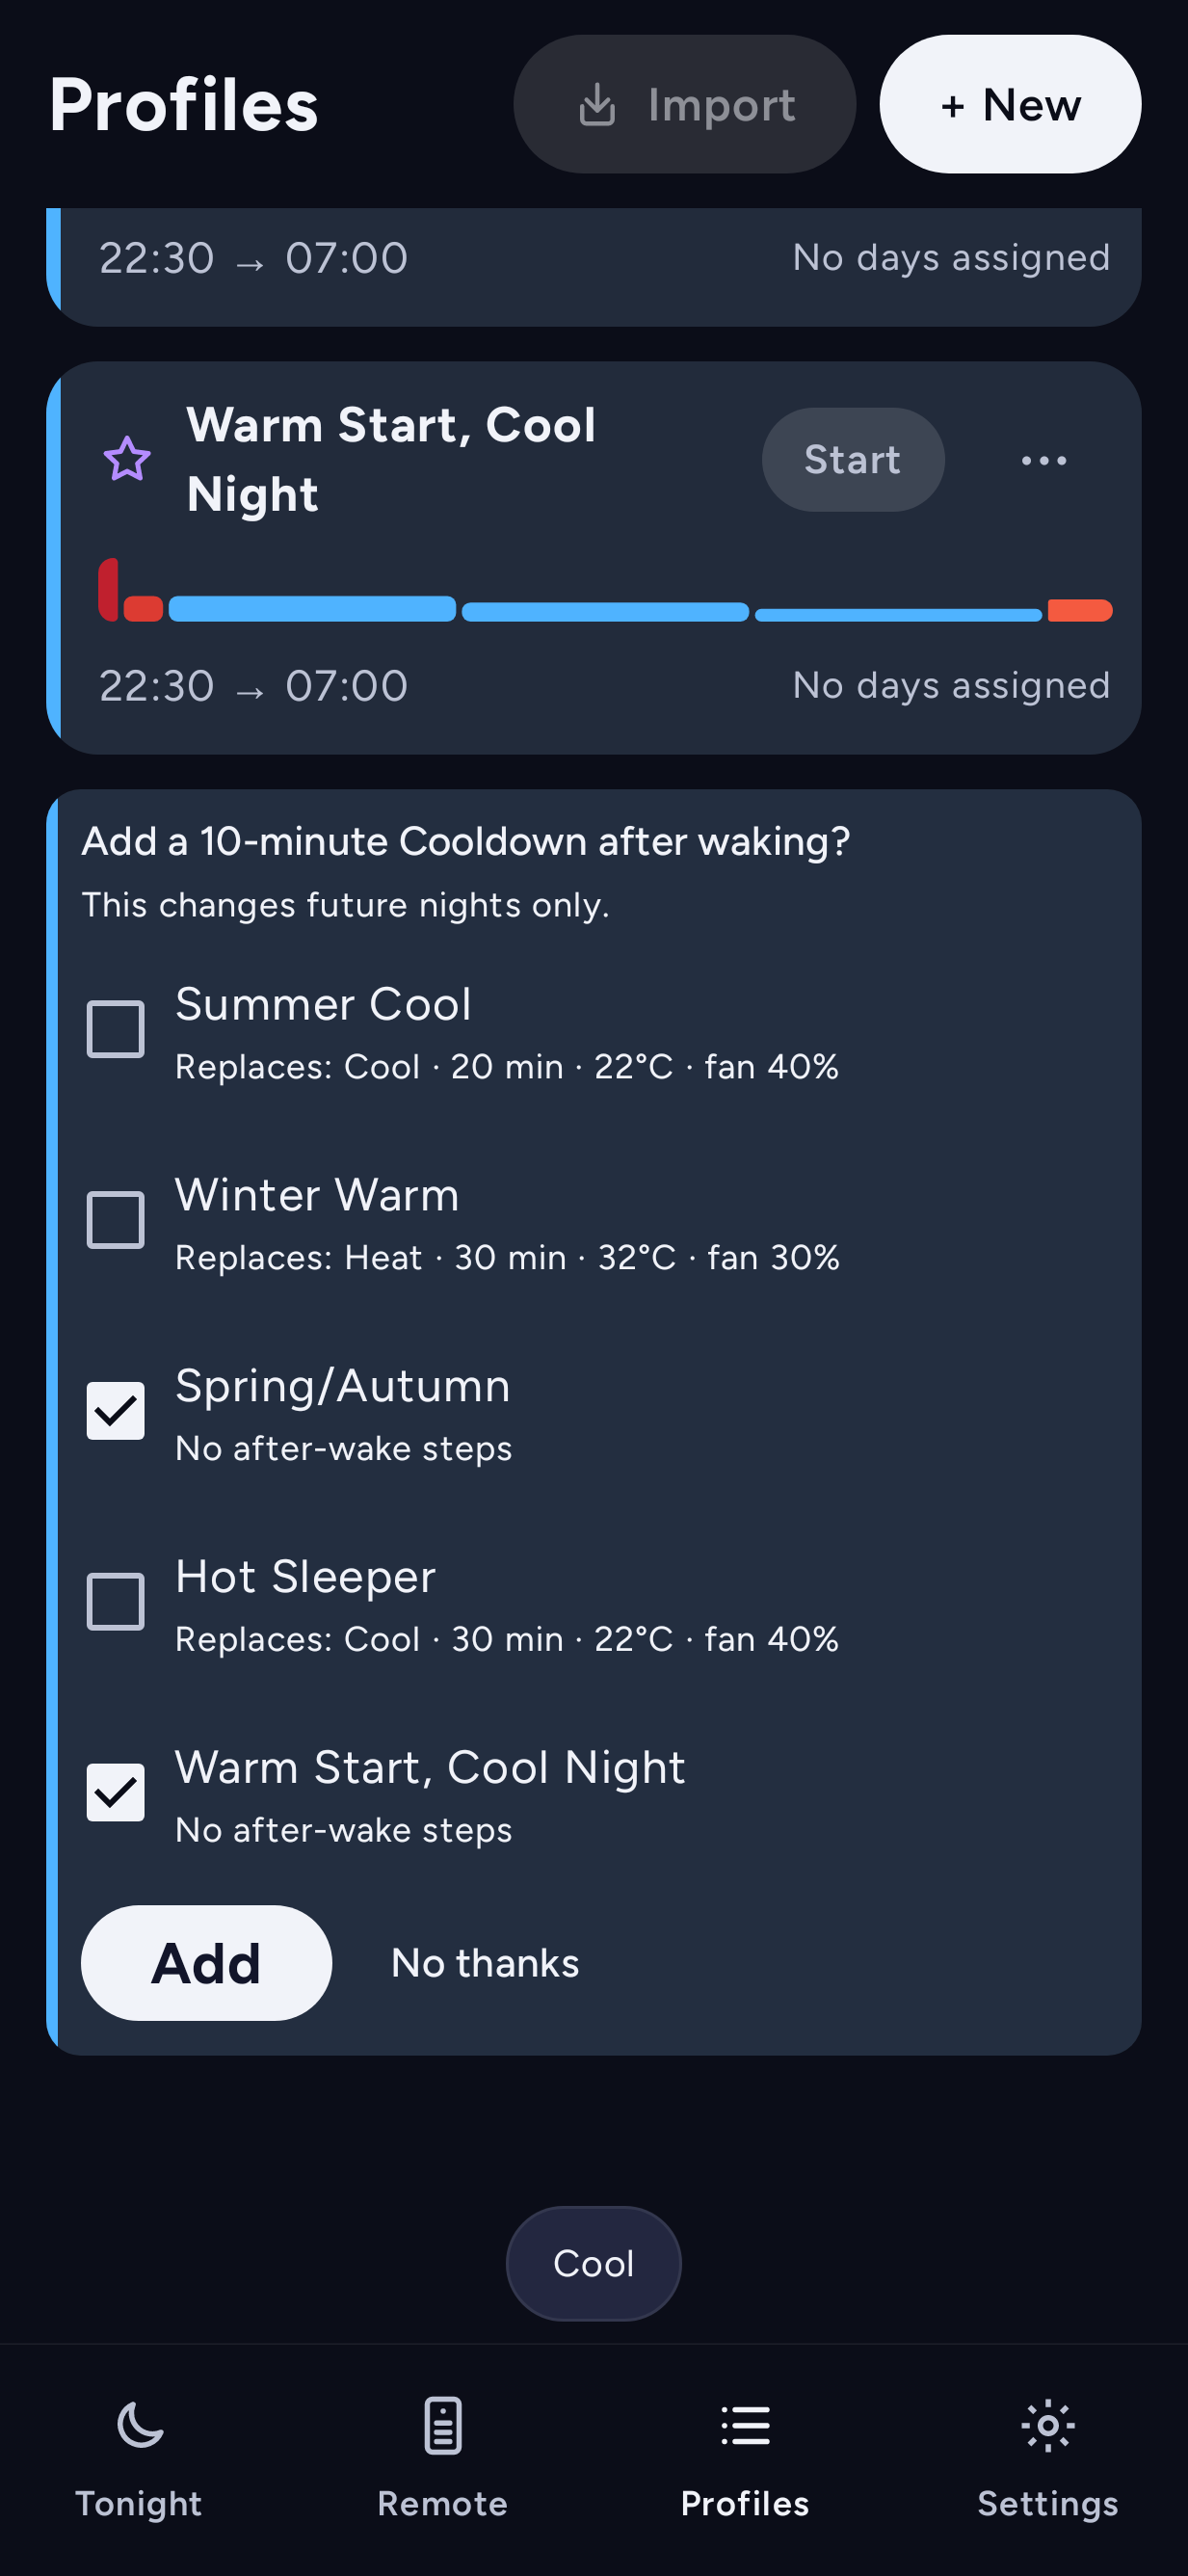 Profiles
Import
+ New
22:30 → 07:00
No days assigned
Warm Start, Cool
Night
Start
22:30 → 07:00
No days assigned
Add a 10-minute Cooldown after waking?
This changes future nights only.
Summer Cool
Replaces: Cool · 20 min · 22°C · fan 40%
Winter Warm
Replaces: Heat · 30 min · 32°C · fan 30%
Spring/Autumn
No after-wake steps
Hot Sleeper
Replaces: Cool · 30 min · 22°C · fan 40%
Warm Start, Cool Night
No after-wake steps
Add
No thanks
Cool
Tonight
Remote
Profiles
Settings